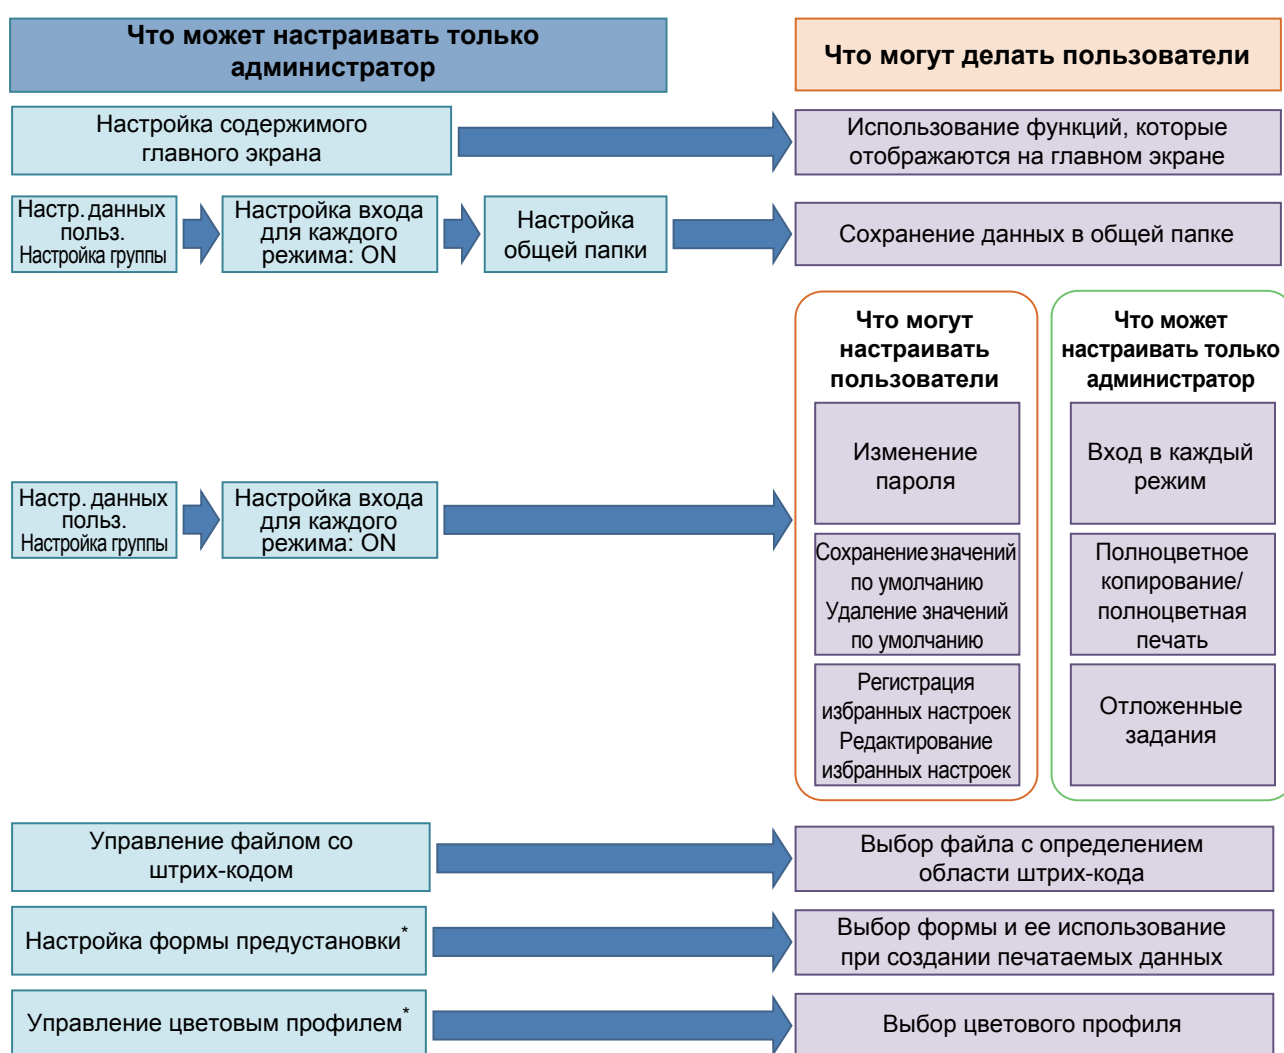 Что может настраивать только
администратор
Что могут делать пользователи
Настройка содержимого
главного экрана
Использование функций, которые
отображаются на главном экране
Настр. данных
польз.
Настройка группы
Настройка входа
для каждого
режима: ON
Настройка
общей папки
Сохранение данных в общей папке
Что могут
настраивать
пользователи
Что может
настраивать только
администратор
Настр. данных
польз.
Настройка группы
Настройка входа
для каждого
режима: ON
Изменение
пароля
Вход в каждый
режим
Сохранение значений
по умолчанию
Удаление значений
по умолчанию
Полноцветное
копирование/
полноцветная
печать
Регистрация
избранных настроек
Редактирование
избранных настроек
Отложенные
задания
Управление файлом со
штрих-кодом
Выбор файла с определением
области штрих-кода
Настройка формы предустановки*
Выбор формы и ее использование
при создании печатаемых данных
Управление цветовым профилем*
Выбор цветового профиля